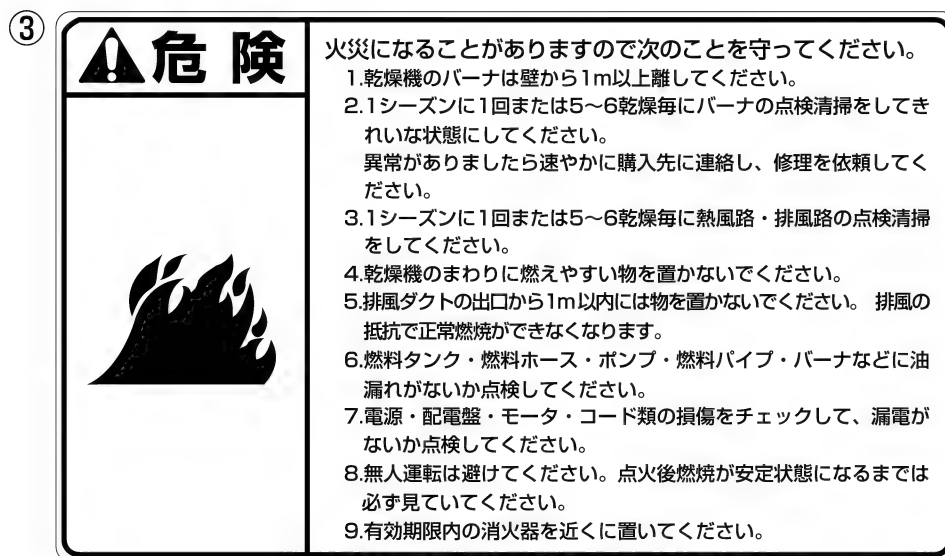 ③
危 険
火災になることがありますので次のことを守ってください。
1.乾燥機のバーナは壁から1m以上離してください。
2.1シーズンに1回または5〜6乾燥毎にバーナの点検清掃をしてき
れいな状態にしてください。
異常がありましたら速やかに購入先に連絡し、修理を依頼してく
ださい。
3.1シーズンに1回または5〜6乾燥毎に熱風路・排風路の点検清掃
をしてください。
4.乾燥機のまわりに燃えやすい物を置かないでください。
5.排風ダクトの出口から1m以内には物を置かないでください。 排風の
抵抗で正常燃焼ができなくなります。
6.燃料タンク・燃料ホース・ポンプ・燃料パイプ・バーナなどに油
漏れがないか点検してください。
7.電源・配電盤・モータ・コード類の損傷をチェックして、漏電が
ないか点検してください。
8.無人運転は避けてください。点火後燃焼が安定状態になるまでは
必ず見ていてください。
9.有効期限内の消火器を近くに置いてください。